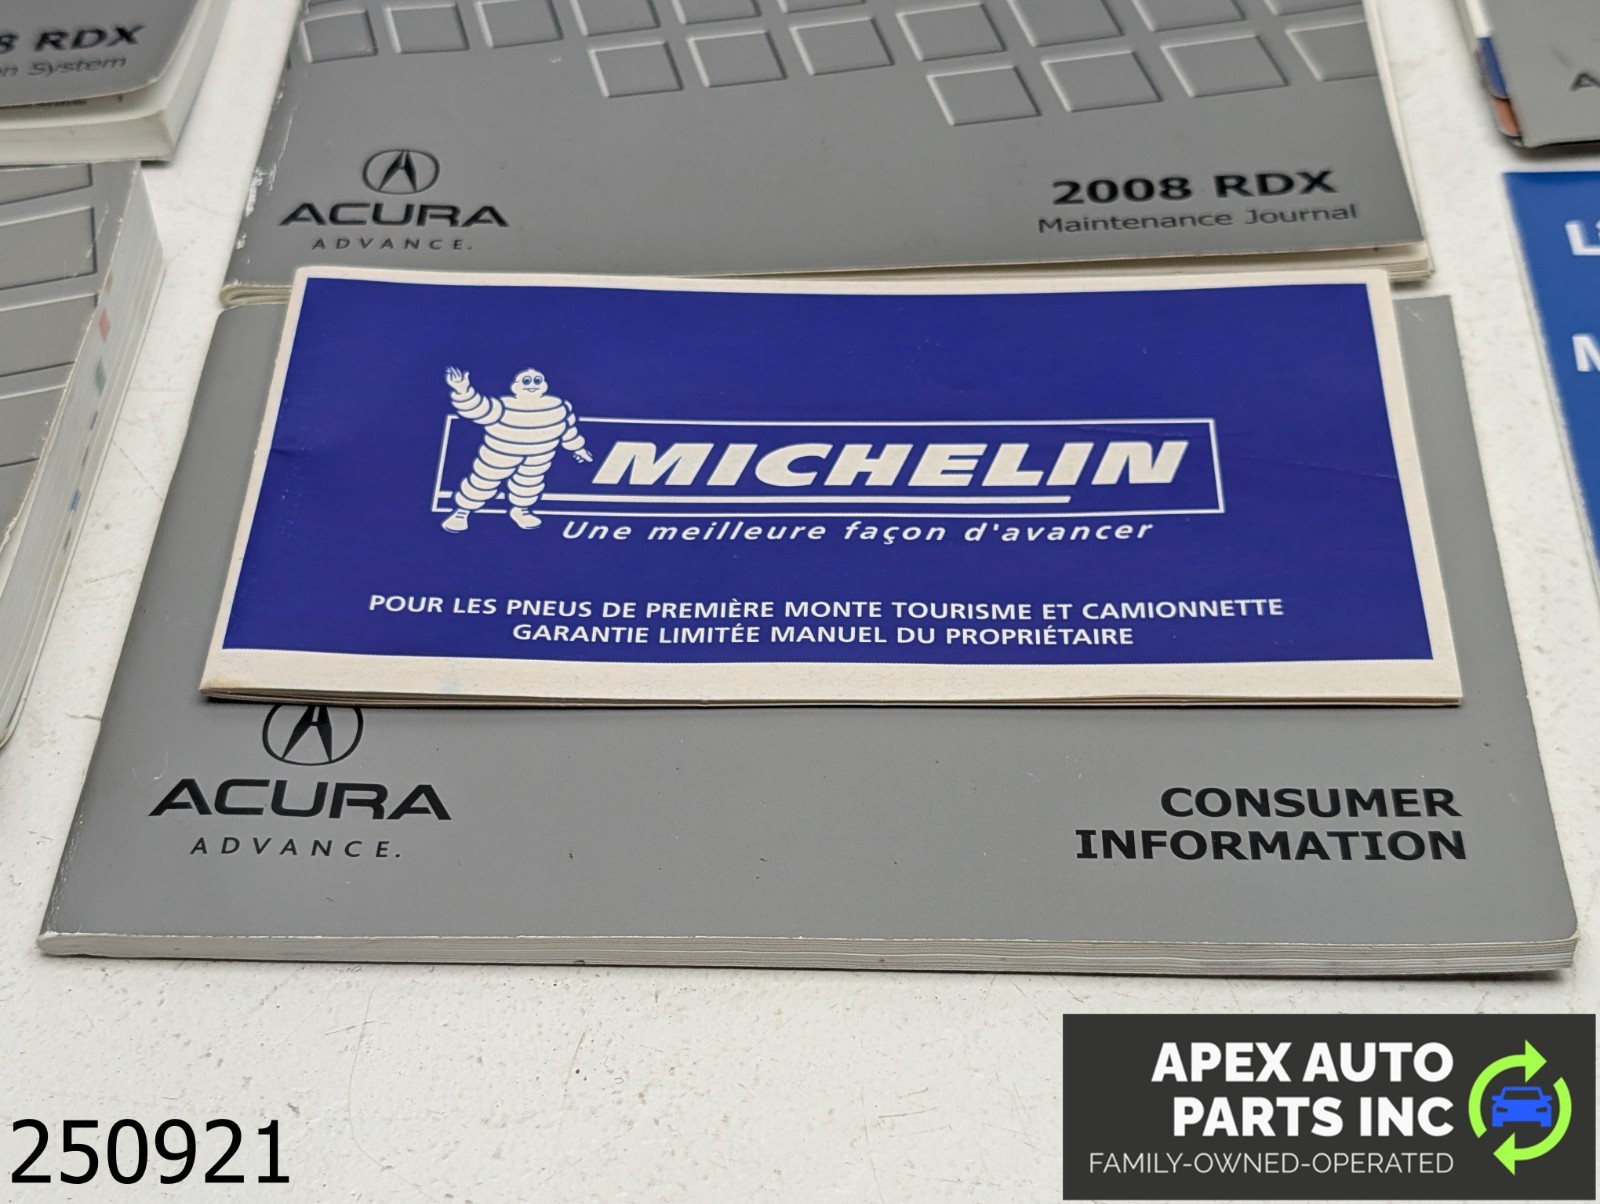 8 RDX
on System
ACURA
ADVANCE.
2008 RDX
Maintenance Journal
MICHELIN
Une meilleure façon d'avancer
POUR LES PNEUS DE PREMIÈRE MONTE TOURISME ET CAMIONNETTE
GARANTIE LIMITÉE MANUEL DU PROPRIÉTAIRE
ACURA
ADVANCE.
CONSUMER
INFORMATION
APEX AUTO
PARTS INC
FAMILY-OWNED-OPERATED
250921